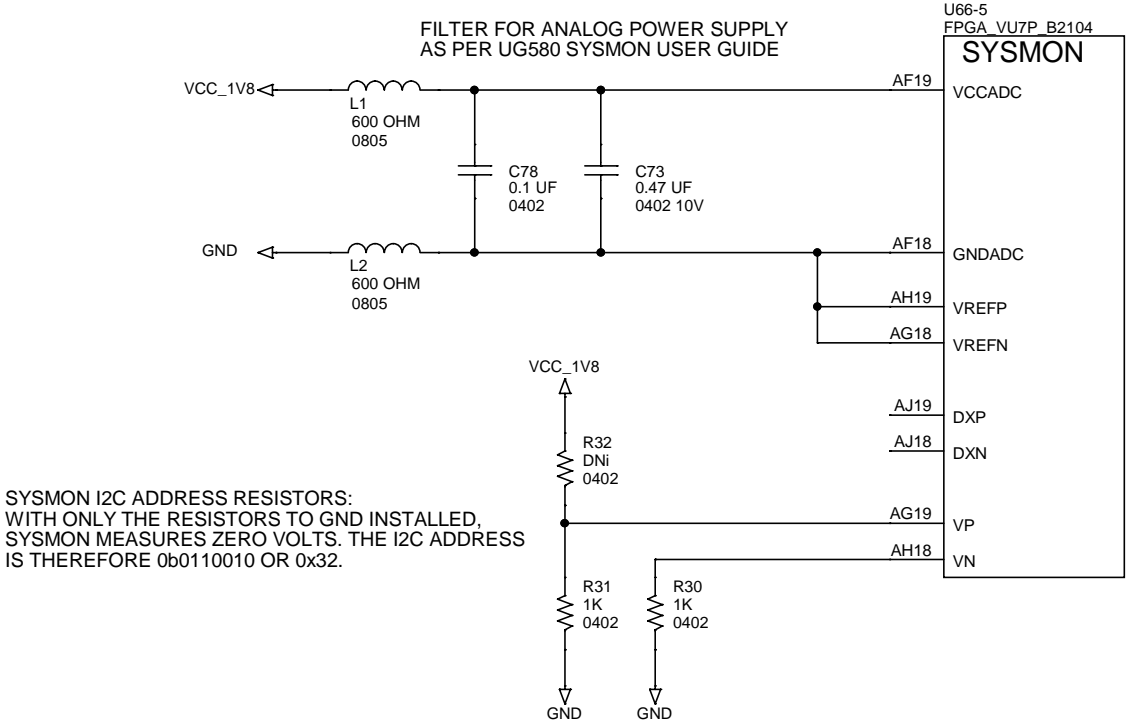 U66-5
FPGA_VU7P_B2104
FILTER FOR ANALOG POWER SUPPLY
AS PER UG580 SYSMON USER GUIDE
SYSMON
VCC_1V8
L1
600 OHM
0805
AF19
VCCADC
C78
0.1 UF
0402
C73
0.47 UF
0402 10V
GND
L2
600 OHM
0805
AF18
GNDADC
AH19
VREFP
AG18
VREFN
VCC_1V8
AJ19
DXP
R32
DNi
0402
AJ18
DXN
SYSMON I2C ADDRESS RESISTORS:
WITH ONLY THE RESISTORS TO GND INSTALLED,
SYSMON MEASURES ZERO VOLTS. THE I2C ADDRESS
IS THEREFORE 0b0110010 OR 0x32.
AG19
VP
AH18
VN
R31
1K
0402
R30
1K
0402
GND
GND